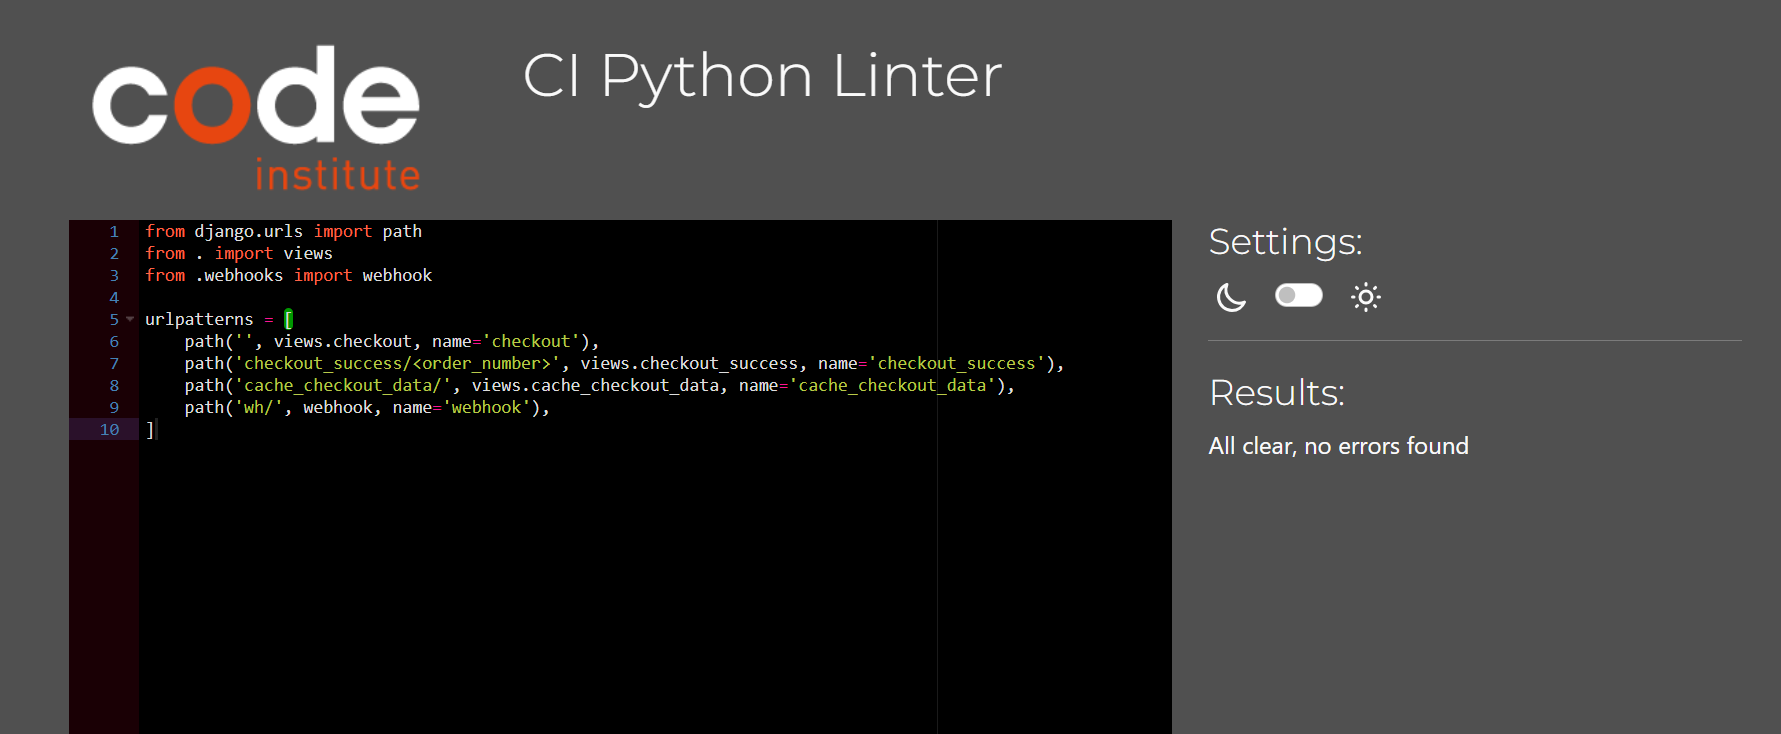 code
institute
CI Python Linter
1 from django.urls import path
2 from . import views
3 from .webhooks import webhook
4
5 urlpatterns = [
6     path('', views.checkout, name='checkout'),
7     path('checkout_success/<order_number>', views.checkout_success, name='checkout_success'),
8     path('cache_checkout_data/', views.cache_checkout_data, name='cache_checkout_data'),
9     path('wh/', webhook, name='webhook'),
10 ]
Settings:
Results:
All clear, no errors found